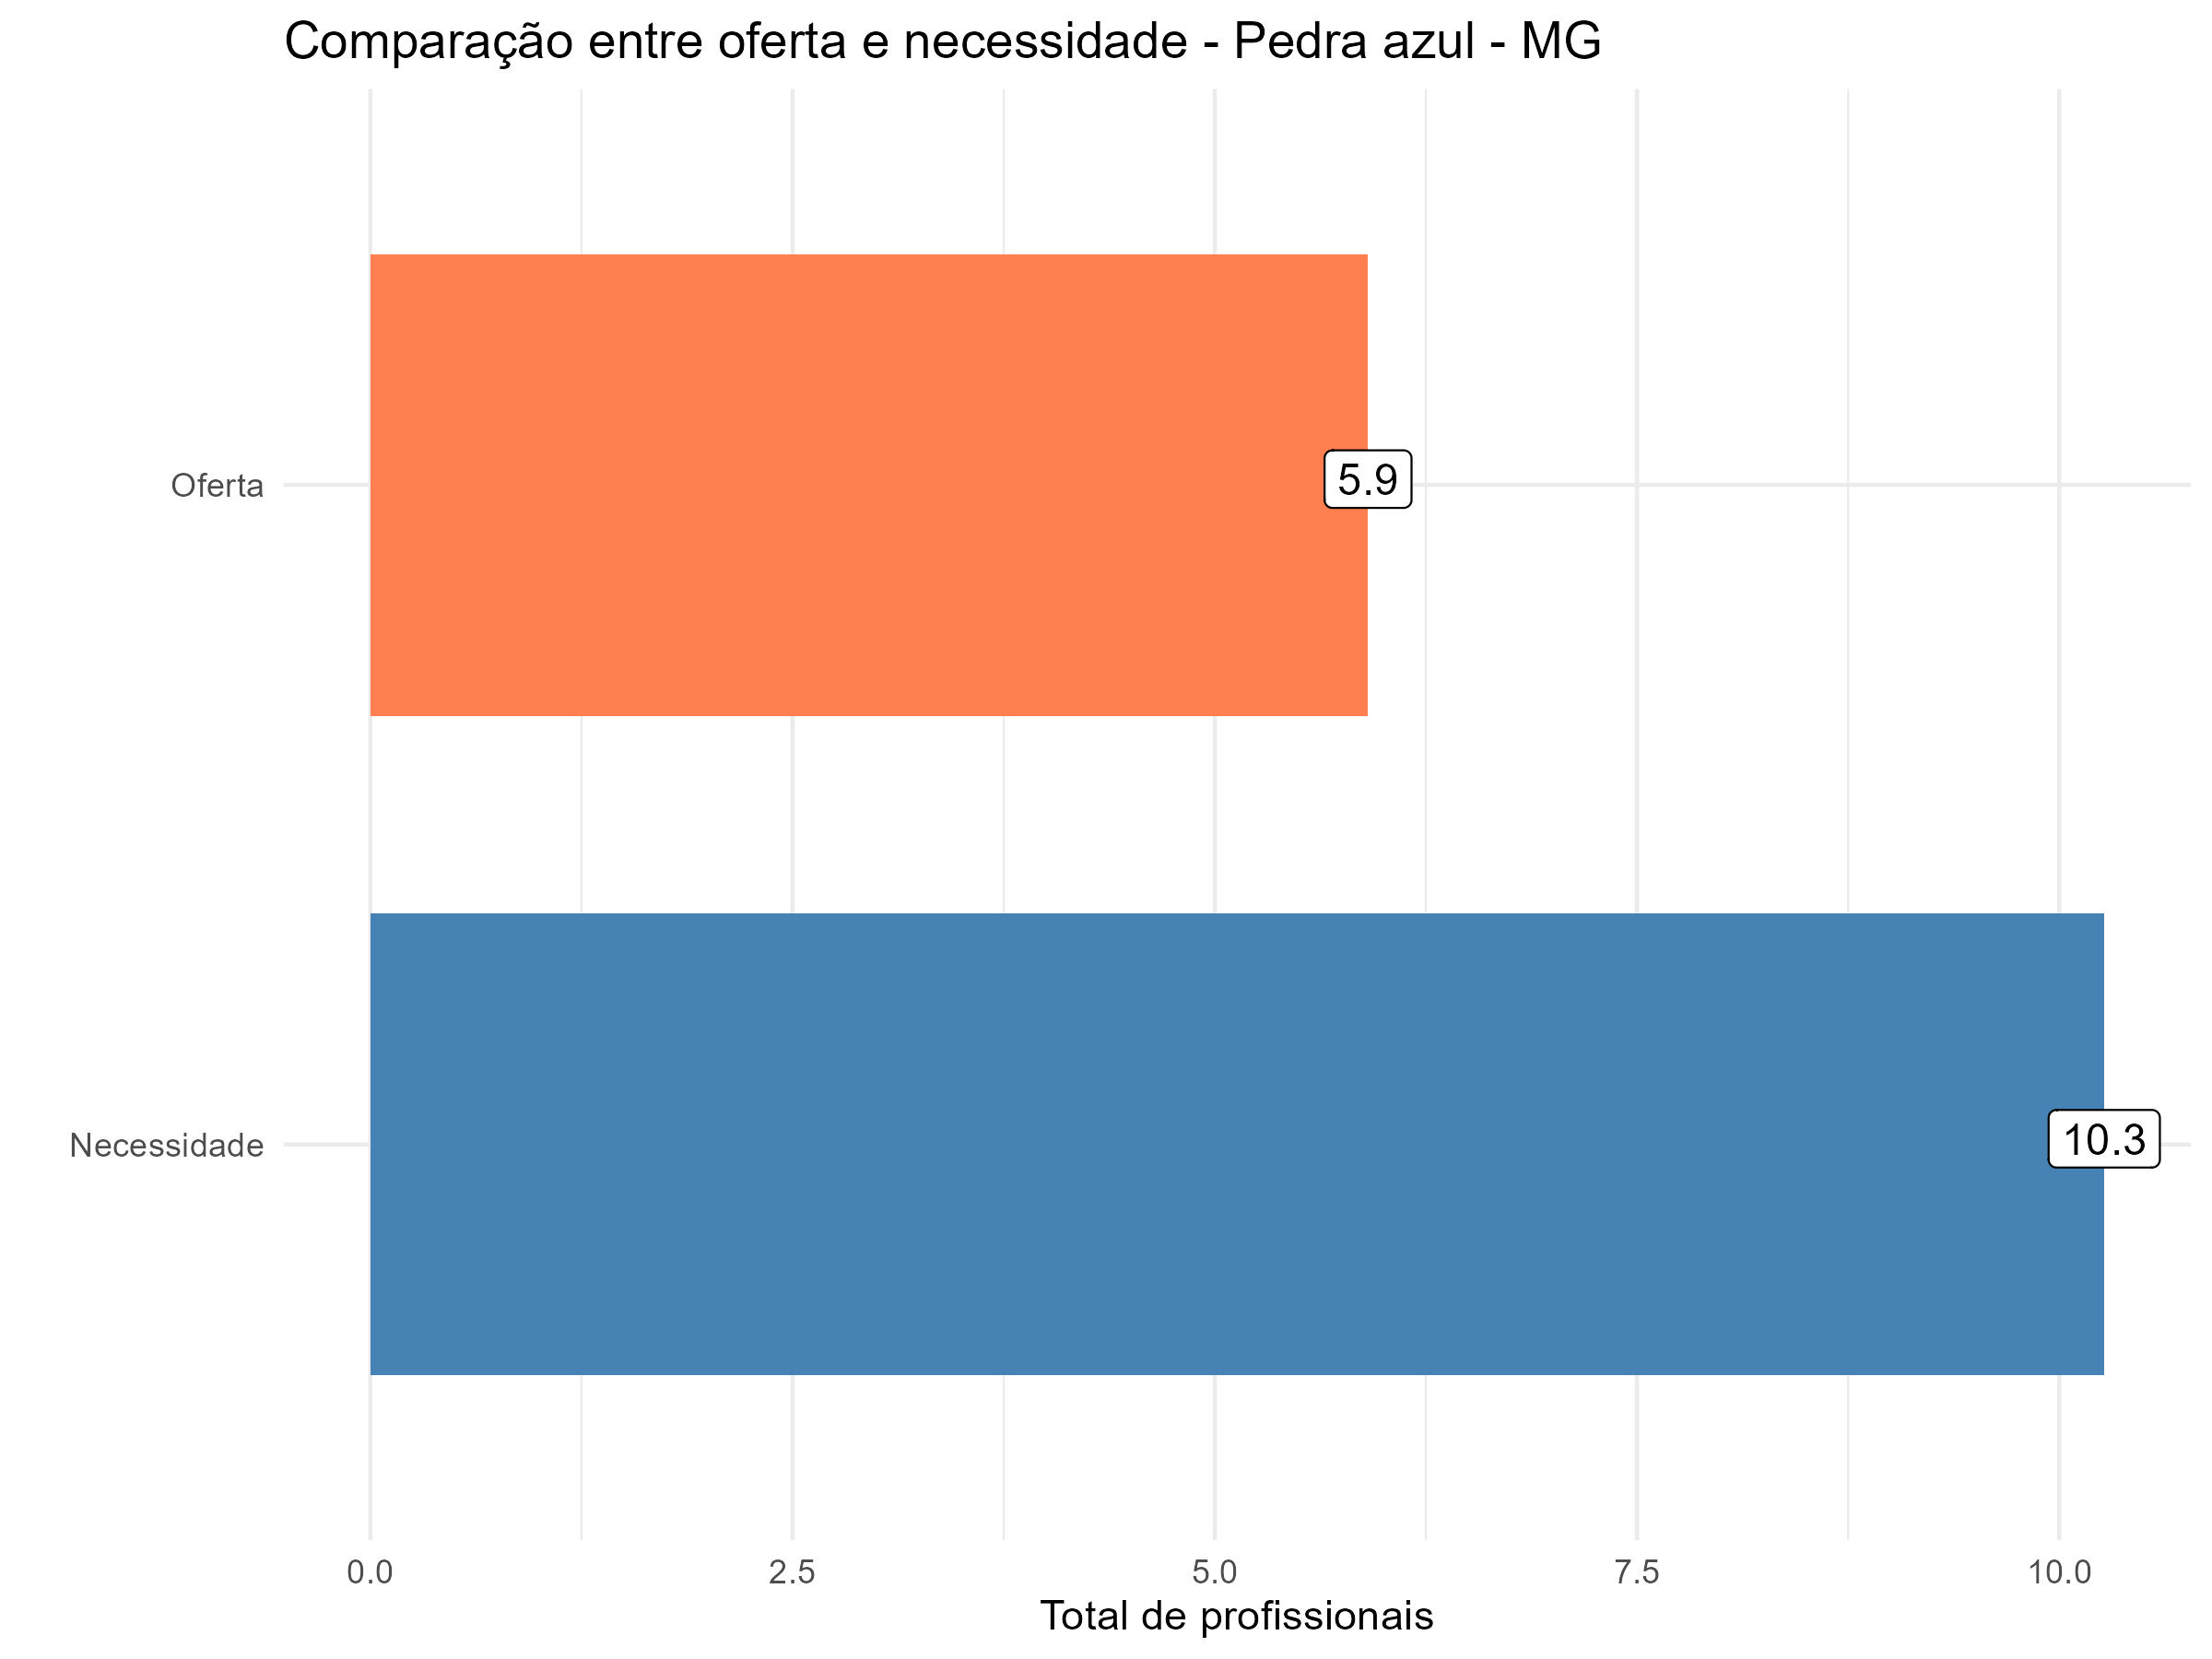 Comparação entre oferta e necessidade - Pedra azul - MG
Oferta
5.9
Necessidade
10.3
0.0
2.5
5.0
7.5
10.0
Total de profissionais